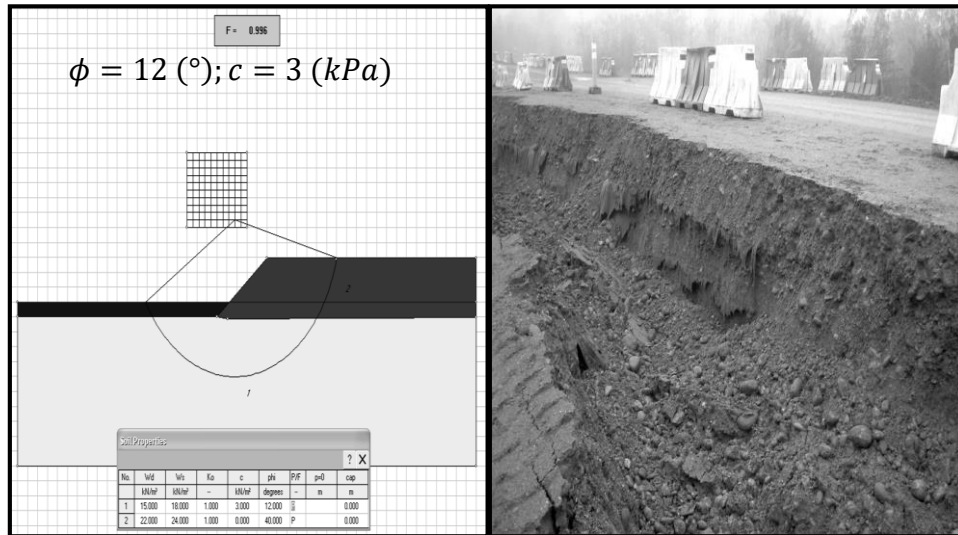 F = 0.996
ϕ = 12 (°); c = 3 (kPa)
2
1
Soil Properties
? X
No. Wd Ws Ko c phi P/F p=0 cap
kN/m³ kN/m³ – kN/m² degrees – m m
1 15.000 18.000 1.000 3.000 12.000 0.000
2 22.000 24.000 1.000 0.000 40.000 P 0.000